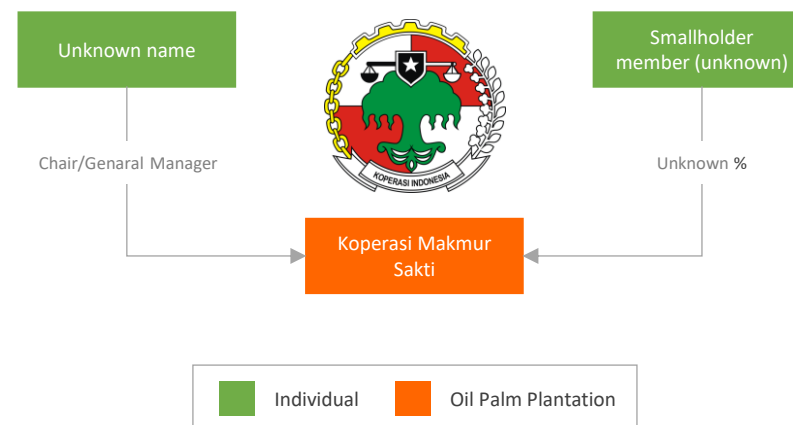 Unknown name
Smallholder
member (unknown)
KOPERASI INDONESIA
Chair/Genaral Manager
Unknown %
Koperasi Makmur
Sakti
Individual
Oil Palm Plantation